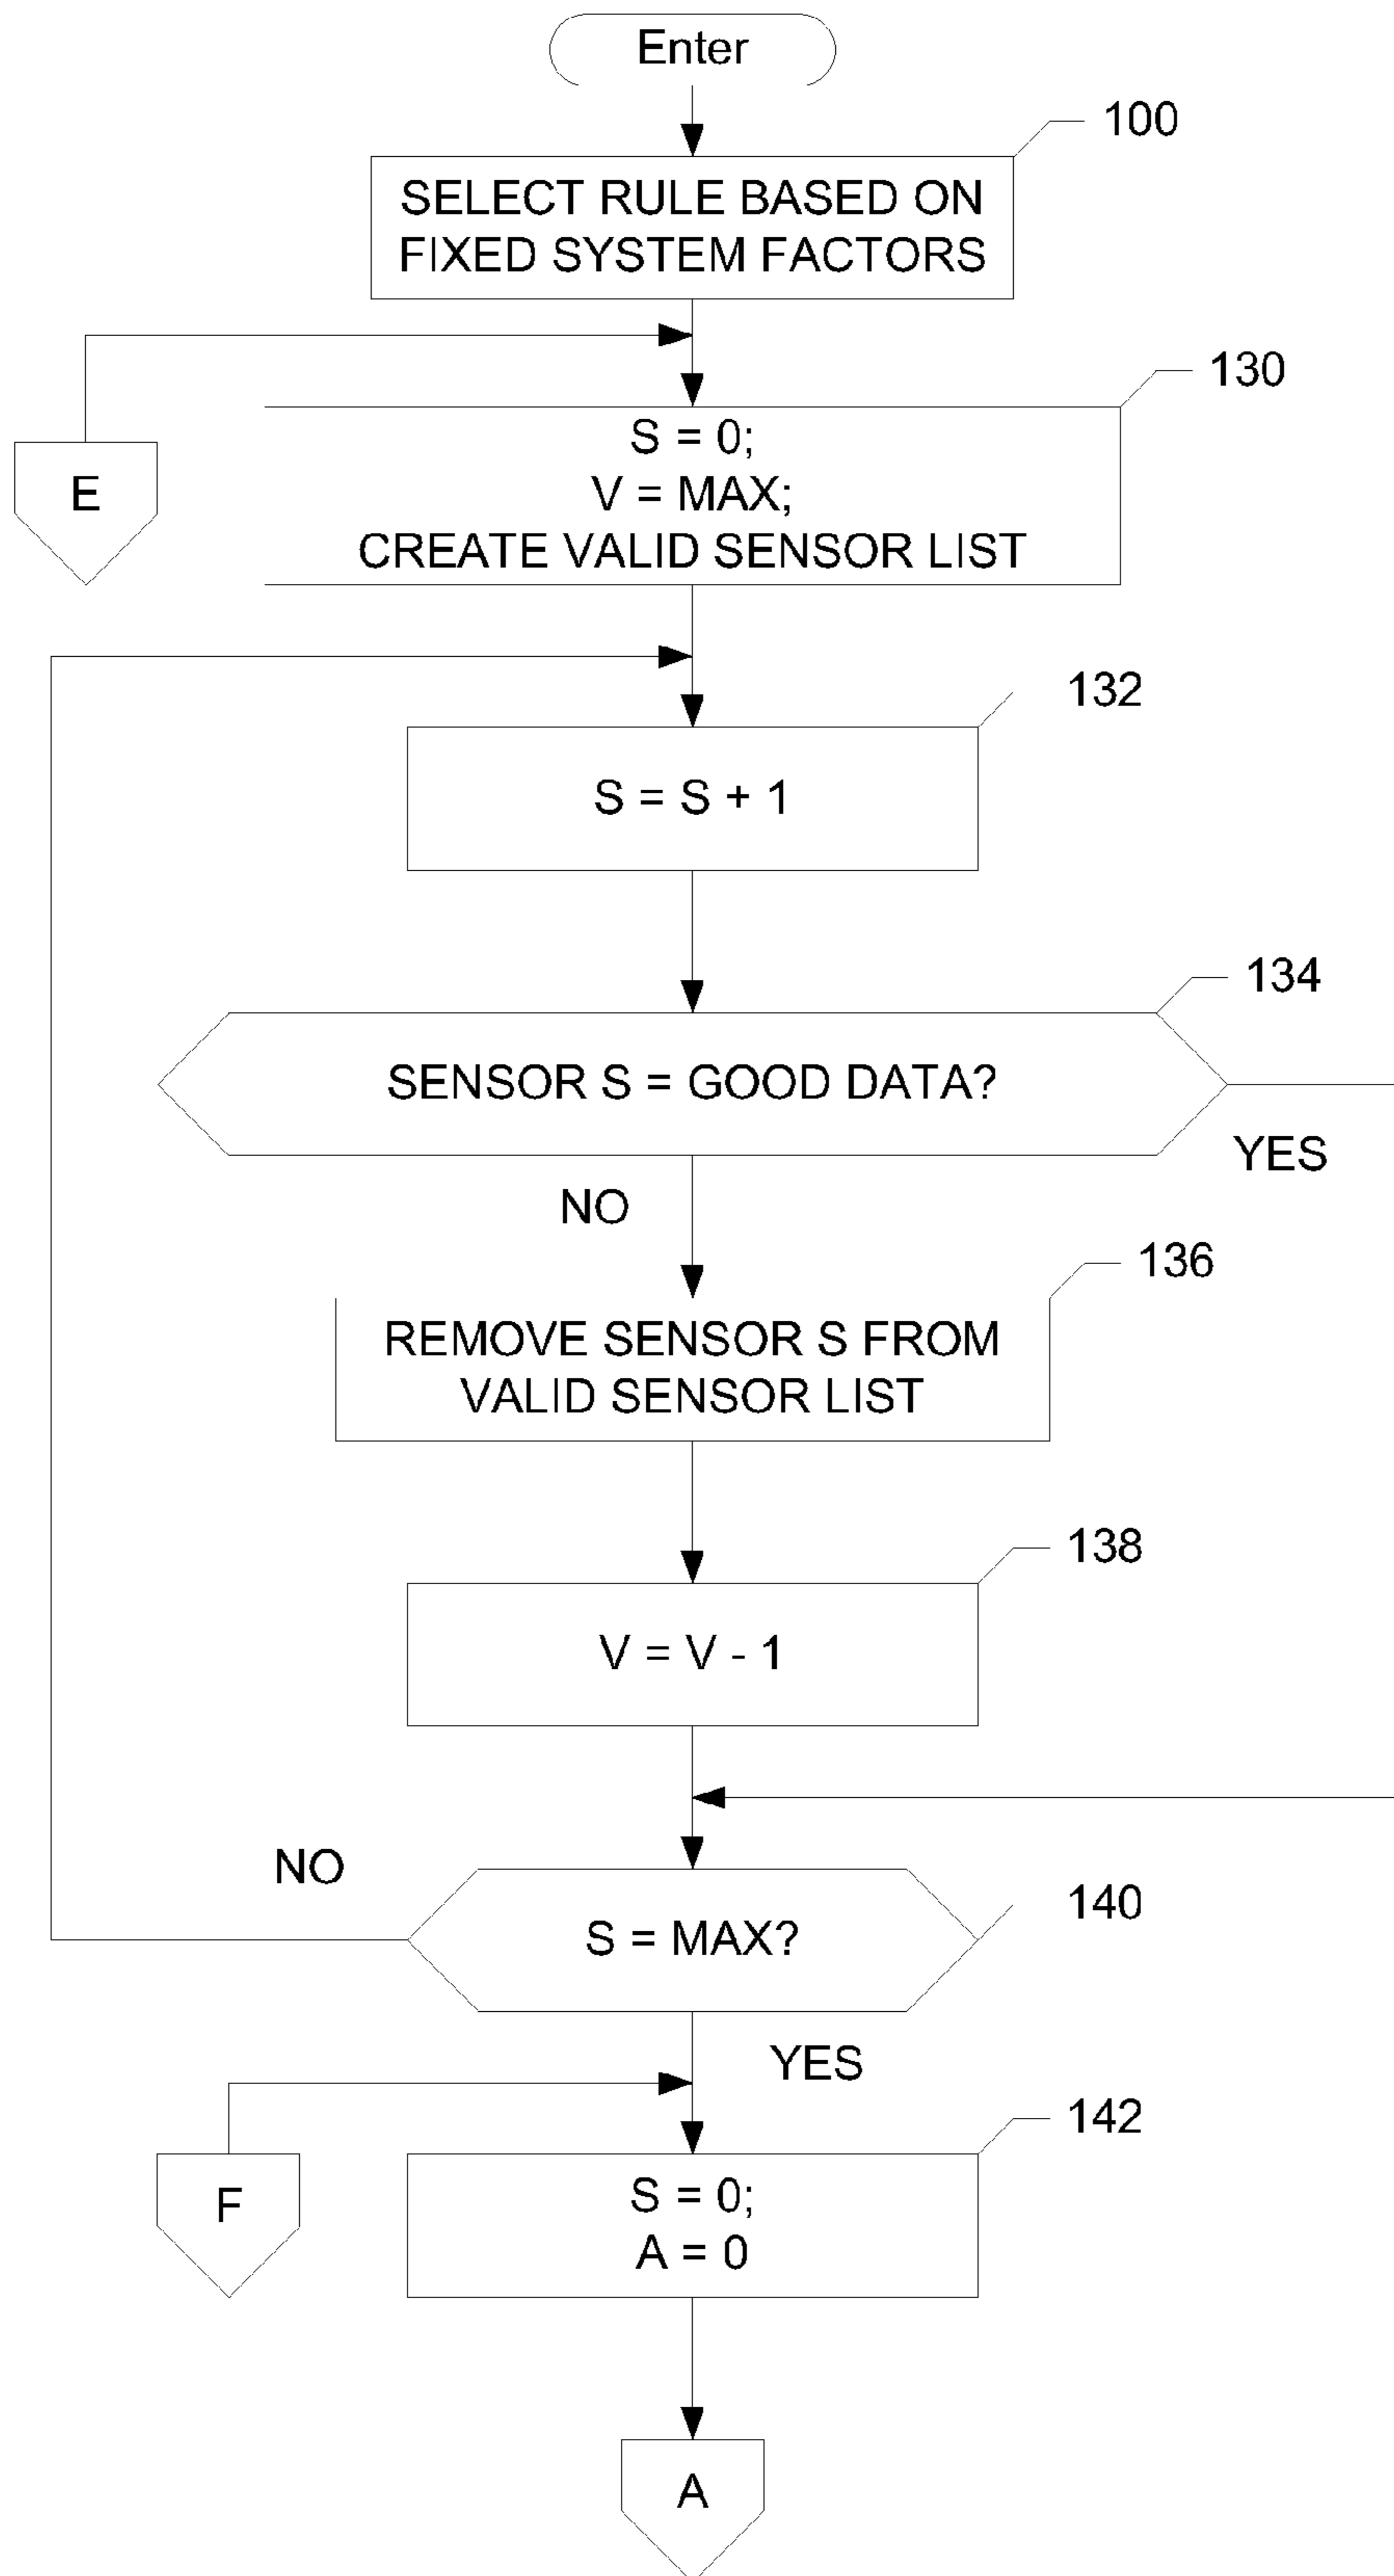 Enter
100
SELECT RULE BASED ON
FIXED SYSTEM FACTORS
130
S = 0;
V = MAX;
CREATE VALID SENSOR LIST
E
132
S = S + 1
134
SENSOR S = GOOD DATA?
YES
NO
136
REMOVE SENSOR S FROM
VALID SENSOR LIST
138
V = V - 1
NO
140
S = MAX?
YES
142
S = 0;
A = 0
F
A